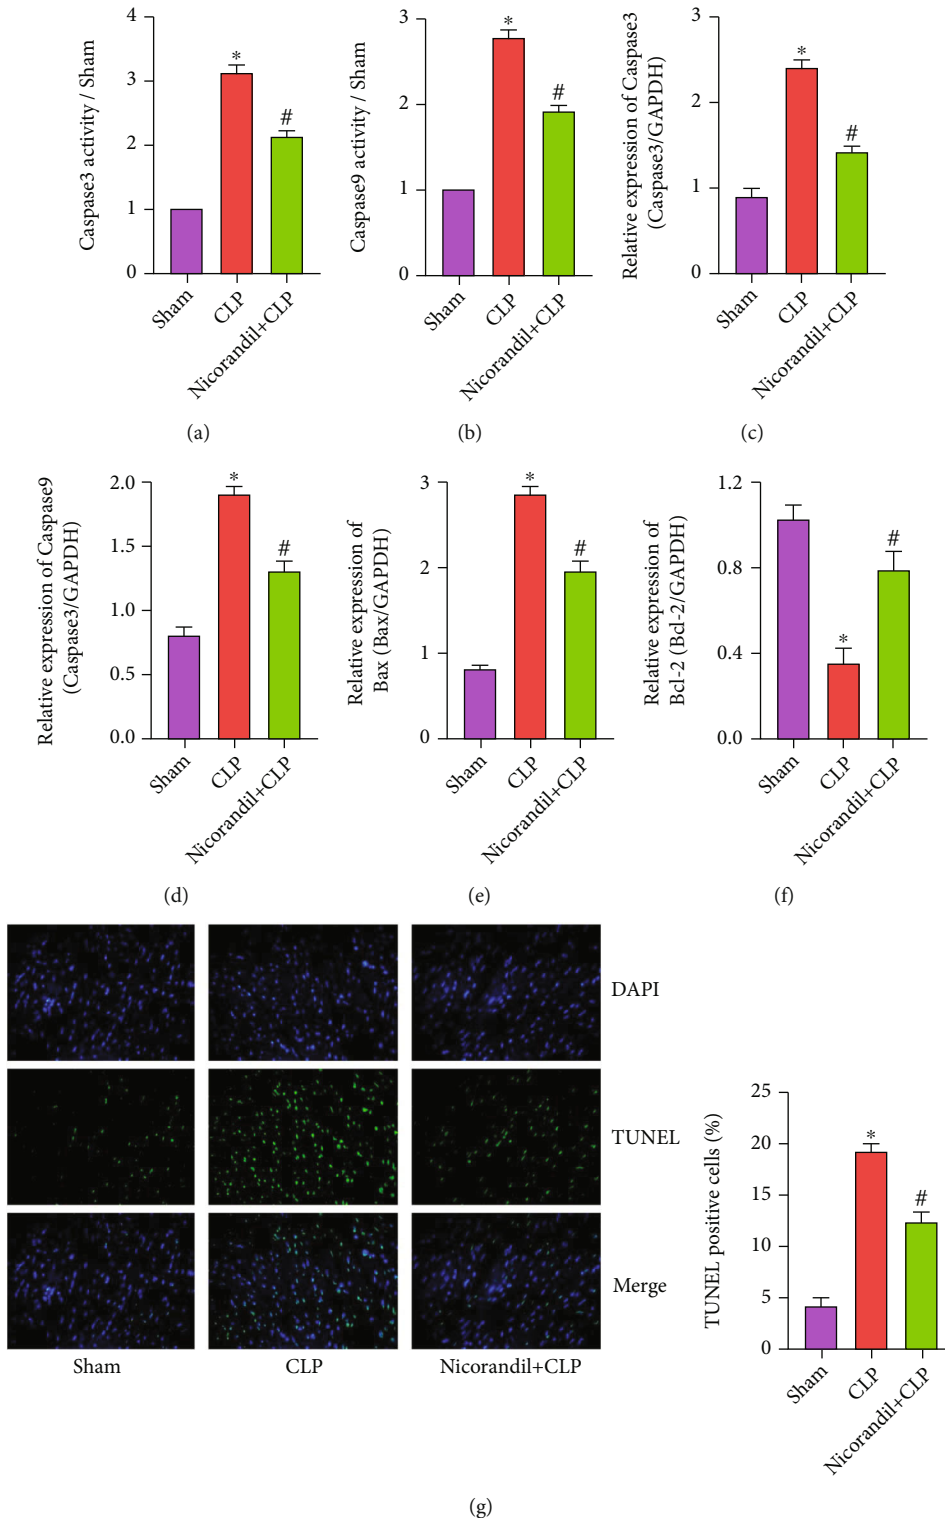 Caspase3 activity / Sham
4
3
2
1
0
*
#
Sham
CLP
Nicorandil+CLP
(a)
Caspase9 activity / Sham
3
2
1
0
*
#
Sham
CLP
Nicorandil+CLP
(b)
Relative expression of Caspase3
(Caspase3/GAPDH)
3
2
1
0
*
#
Sham
CLP
Nicorandil+CLP
(c)
Relative expression of Caspase9
(Caspase3/GAPDH)
2.0
1.5
1.0
0.5
0.0
*
#
Sham
CLP
Nicorandil+CLP
(d)
Relative expression of
Bax (Bax/GAPDH)
3
2
1
0
*
#
Sham
CLP
Nicorandil+CLP
(e)
Relative expression of
Bcl-2 (Bcl-2/GAPDH)
1.2
0.8
0.4
0.0
*
#
Sham
CLP
Nicorandil+CLP
(f)
DAPI
TUNEL
Merge
Sham
CLP
Nicorandil+CLP
TUNEL positive cells (%)
25
20
15
10
5
0
*
#
Sham
CLP
Nicorandil+CLP
(g)